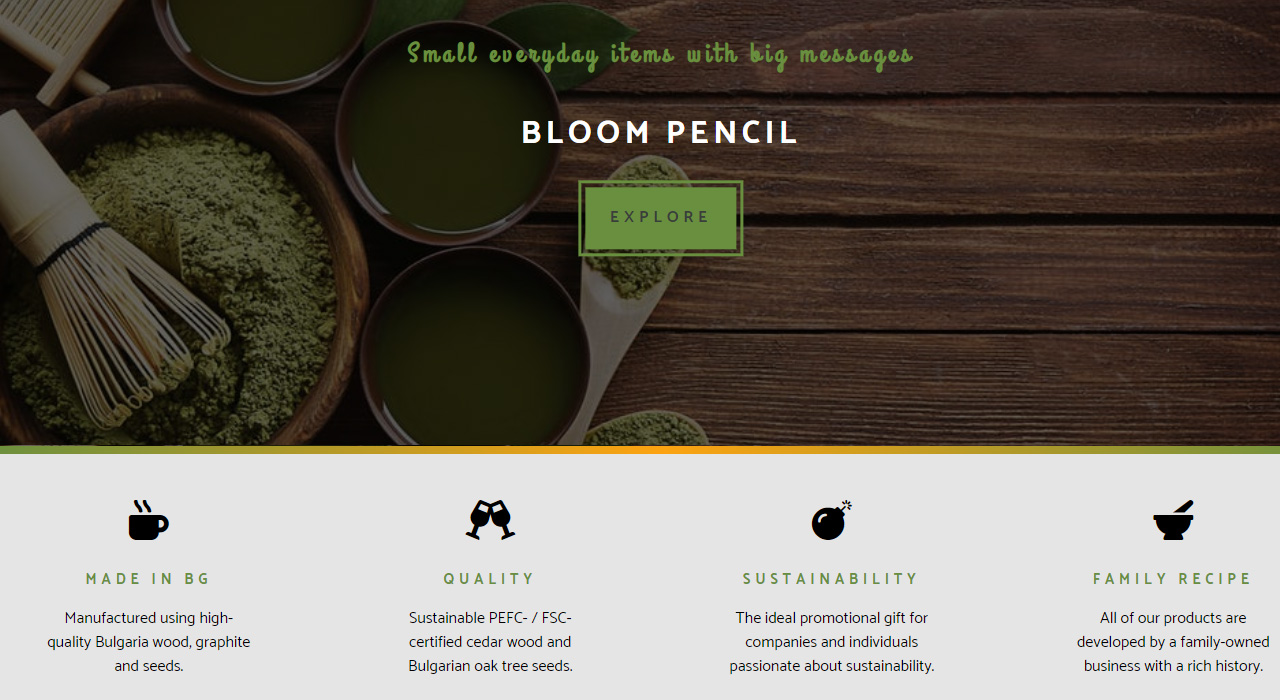 Small everyday items with big messages
BLOOM PENCIL
EXPLORE
MADE IN BG
Manufactured using high-
quality Bulgaria wood, graphite
and seeds.
QUALITY
Sustainable PEFC- / FSC-
certified cedar wood and
Bulgarian oak tree seeds.
SUSTAINABILITY
The ideal promotional gift for
companies and individuals
passionate about sustainability.
FAMILY RECIPE
All of our products are
developed by a family-owned
business with a rich history.